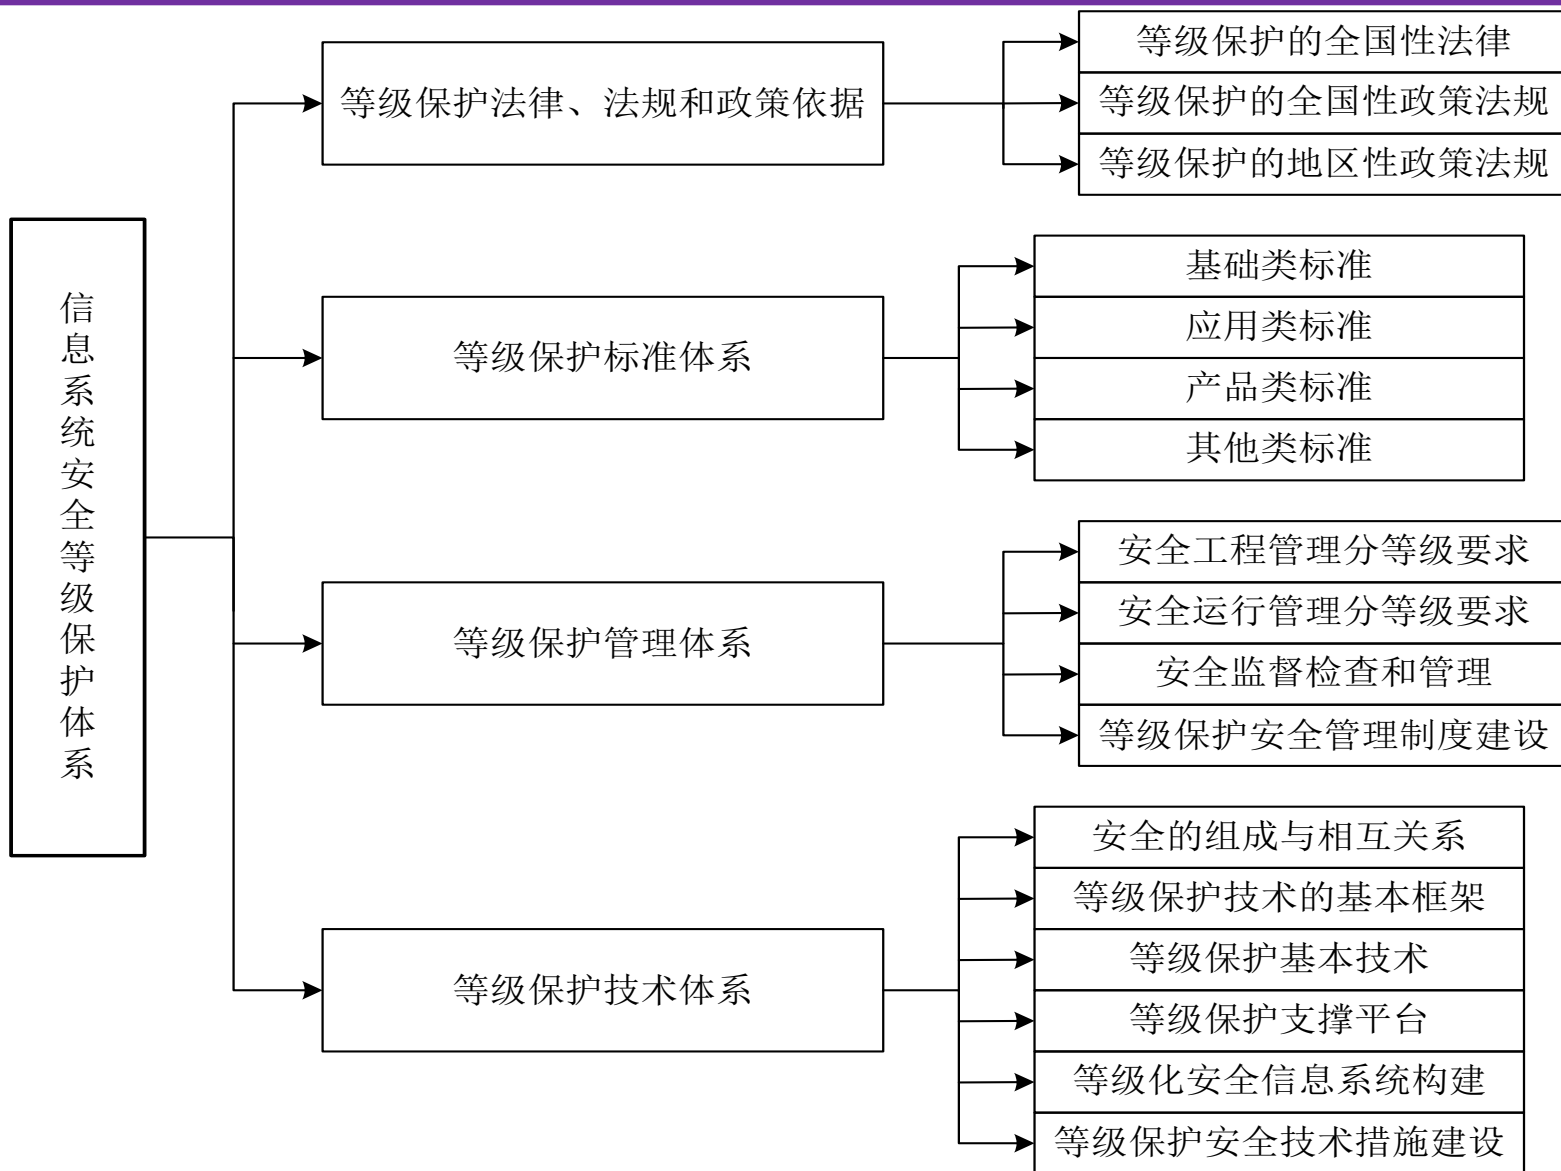 信息系统安全等级保护体系
等级保护法律、法规和政策依据
等级保护的全国性法律
等级保护的全国性政策法规
等级保护的地区性政策法规
等级保护标准体系
基础类标准
应用类标准
产品类标准
其他类标准
等级保护管理体系
安全工程管理分等级要求
安全运行管理分等级要求
安全监督检查和管理
等级保护安全管理制度建设
等级保护技术体系
安全的组成与相互关系
等级保护技术的基本框架
等级保护基本技术
等级保护支撑平台
等级化安全信息系统构建
等级保护安全技术措施建设